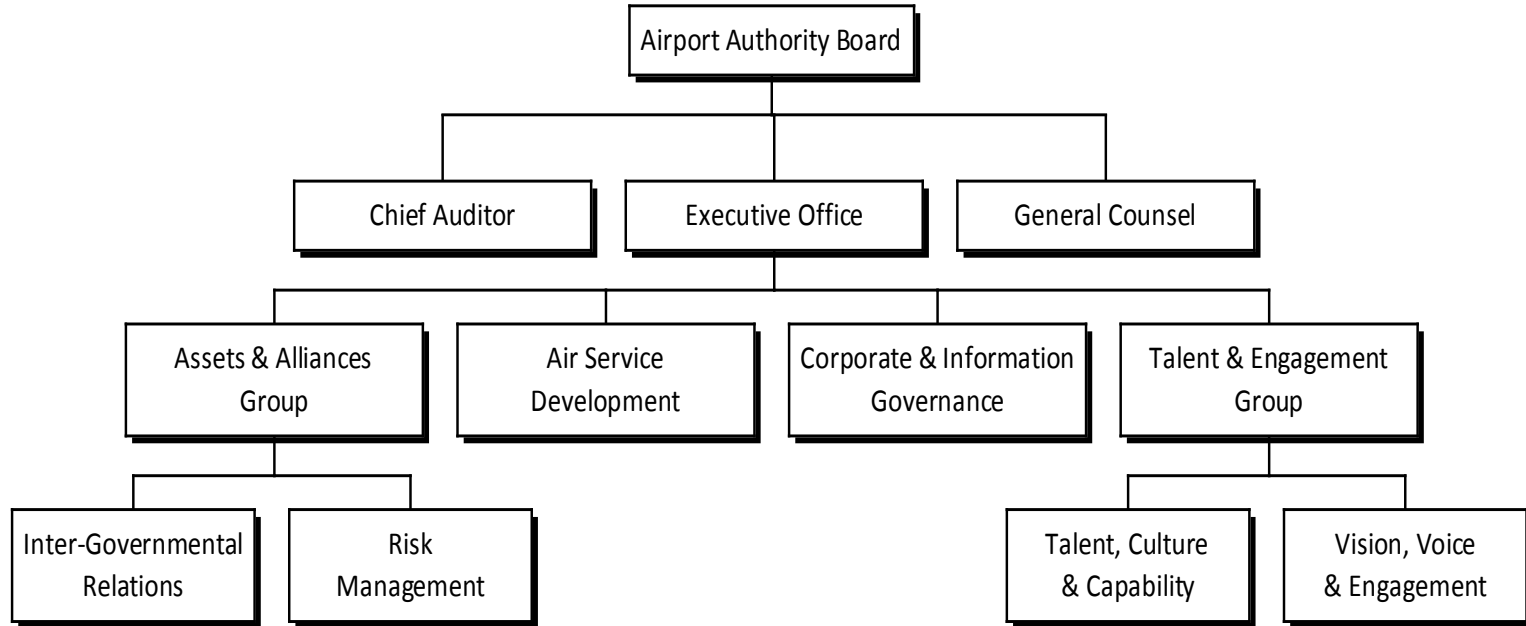 Airport Authority Board
Chief Auditor
Executive Office
General Counsel
Assets & Alliances
Group
Air Service
Development
Corporate & Information
Governance
Talent & Engagement
Group
Inter-Governmental
Relations
Risk
Management
Talent, Culture
& Capability
Vision, Voice
& Engagement